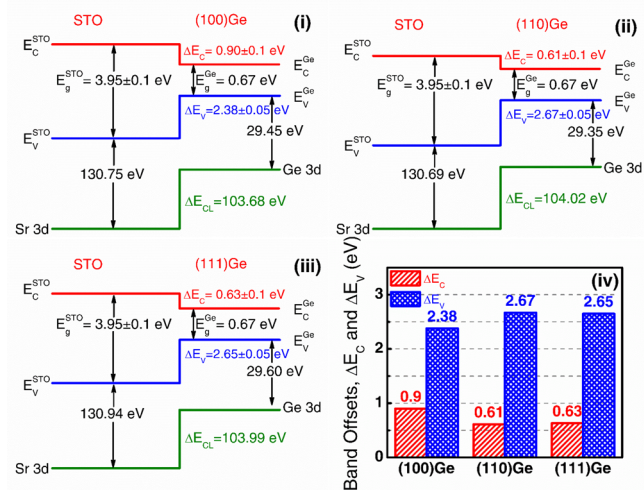 STO
(100)Ge
(i)
E_C^STO
ΔE_C= 0.90±0.1 eV
E_C^Ge
E_g^STO = 3.95±0.1 eV
E_g^Ge = 0.67 eV
E_V^Ge
ΔE_V=2.38±0.05 eV
29.45 eV
E_V^STO
130.75 eV
Ge 3d
ΔE_CL=103.68 eV
Sr 3d
STO
(110)Ge
(ii)
E_C^STO
ΔE_C= 0.61±0.1 eV
E_C^Ge
E_g^STO = 3.95±0.1 eV
E_g^Ge = 0.67 eV
E_V^Ge
ΔE_V=2.67±0.05 eV
29.35 eV
E_V^STO
130.69 eV
Ge 3d
ΔE_CL= 104.02 eV
Sr 3d
STO
(111)Ge
(iii)
E_C^STO
ΔE_C= 0.63±0.1 eV
E_C^Ge
E_g^STO = 3.95±0.1 eV
E_g^Ge = 0.67 eV
E_V^Ge
ΔE_V=2.65±0.05 eV
29.60 eV
E_V^STO
130.94 eV
Ge 3d
ΔE_CL=103.99 eV
Sr 3d
Band Offsets, ΔE_C and ΔE_V (eV)
ΔE_C
ΔE_V
(iv)
3
2
1
0
0.9
2.38
0.61
2.67
0.63
2.65
(100)Ge
(110)Ge
(111)Ge